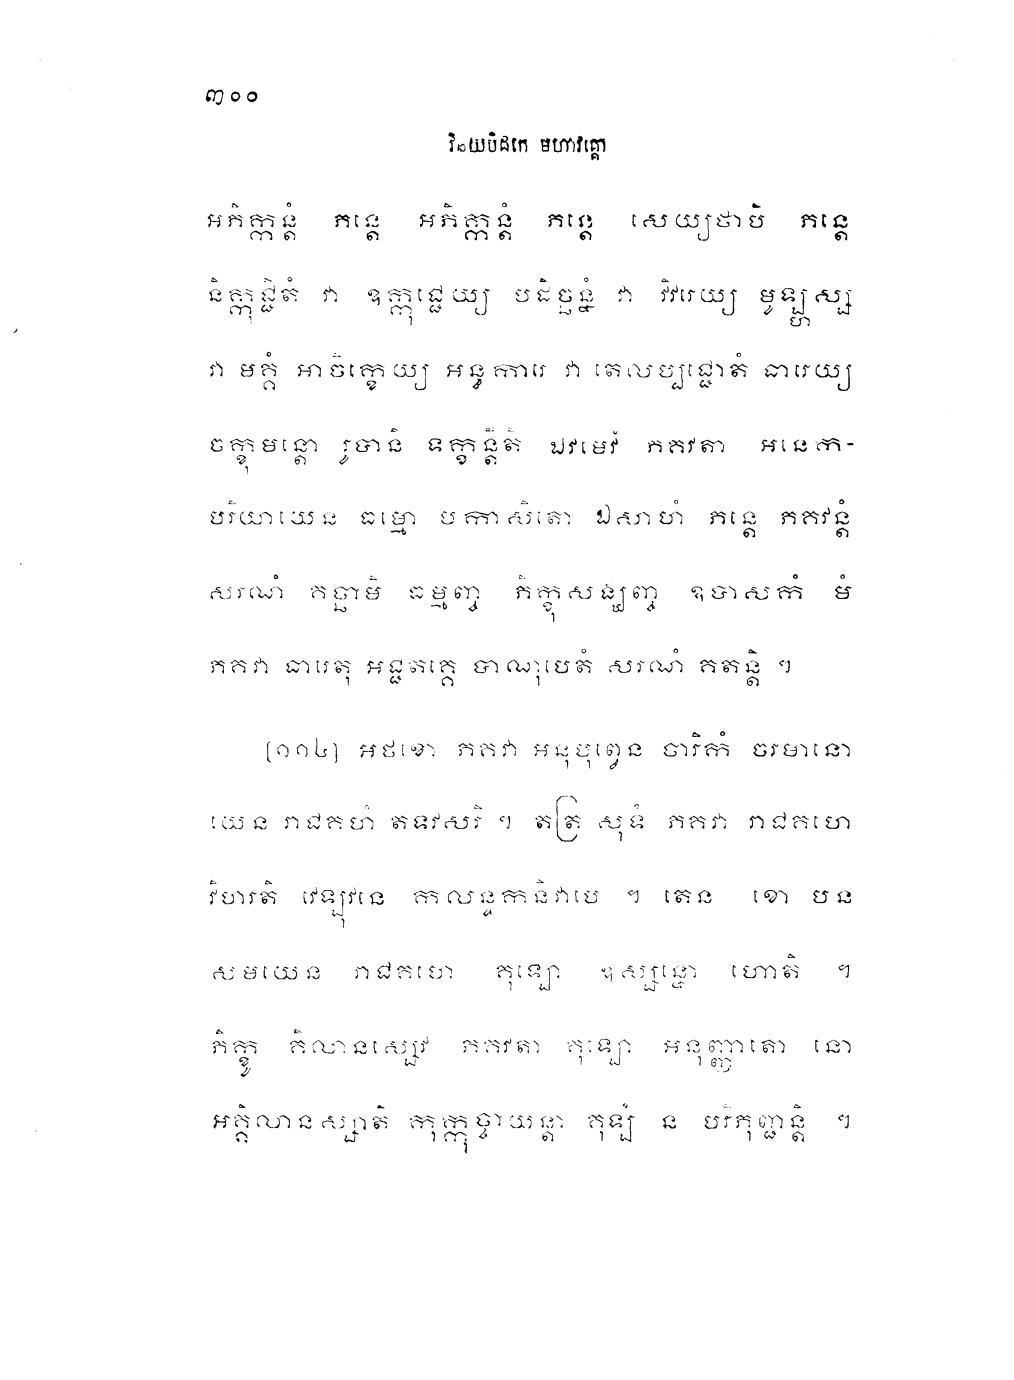 ៣០០
វិនយបិដកេ មហាវគ្គោ
អភិក្កន្តំ ភន្តេ អភិក្កន្តំ ភន្តេ សេយ្យថាបិ ភន្តេ
និក្កុជ្ជិតំ វា ឧក្កុជ្ជេយ្យ បដិច្ឆន្នំ វា វិវរេយ្យ មូឡ្ហស្ស
វា មគ្គំ អាចិក្ខេយ្យ អន្ធការេ វា តេលប្បជ្ជោតំ ធារេយ្យ
ចក្ខុមន្តោ រូបានិ ទក្ខន្តីតិ ឯវមេវំ ភគវតា អនេក-
បរិយាយេន ធម្មោ បកាសិតោ ឯសាហំ ភន្តេ ភគវន្តំ
សរណំ គច្ឆាមិ ធម្មញ្ច ភិក្ខុសង្ឃញ្ច ឧបាសកំ មំ
ភគវា ធារេតុ អជ្ជតគ្គេ បាណុបេតំ សរណំ គតន្តិ ។
[១១៤] អថខោ ភគវា អនុបុព្វេន ចារិកំ ចរមានោ
យេន រាជគហំ តទវសរិ ។ តត្រ សុទំ ភគវា រាជគហេ
វិហរតិ វេឡុវនេ កលន្ទកនិវាបេ ។ តេន ខោ បន
សមយេន រាជគហេ គុឡោ ឧស្សន្នោ ហោតិ ។
ភិក្ខូ គិលានស្សេវ ភគវតា គុឡោ អនុញ្ញាតោ នោ
អគិលានស្សាតិ កុក្កុច្ចាយន្តា គុឡំ ន បរិភុញ្ជន្តិ ។